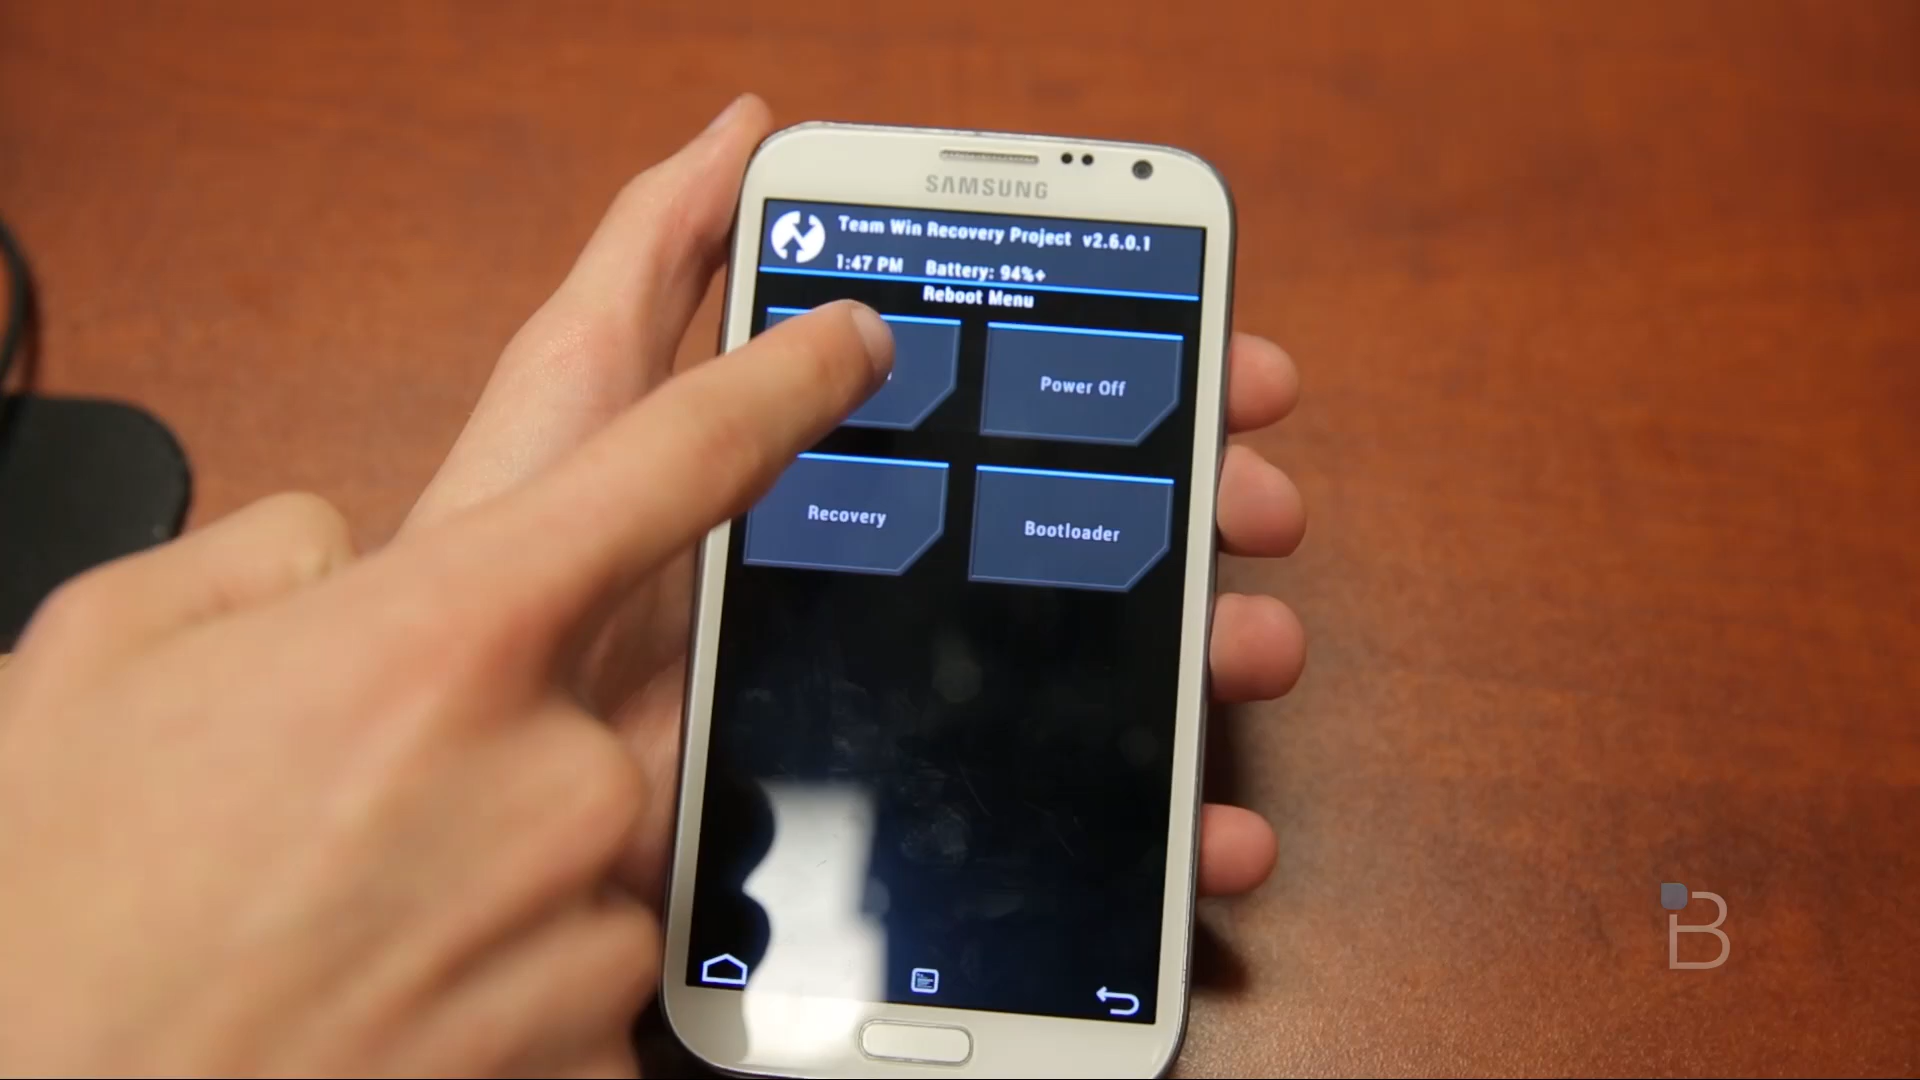 SAMSUNG
Team Win Recovery Project v2.6.0.1
1:47 PM Battery: 94%+
Reboot Menu
Power Off
Recovery
Bootloader
B